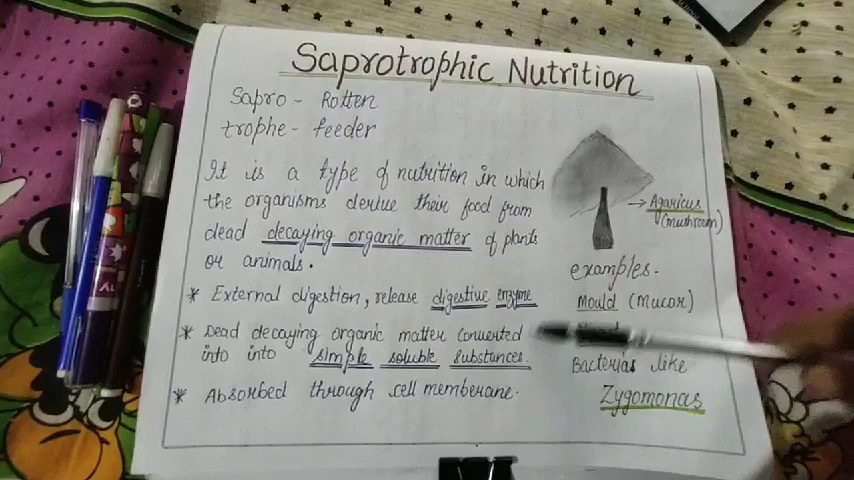 Saprotrophic Nutrition
Sapro - Rotten
trophe - feeder
It is a type of nutrition in which
the organisms derive their food from
dead decaying organic matter of plants
or animals.
* External digestion, release digestive enzyme
* Dead decaying organic matter converted
into into simple soluble substances.
* Absorbed through cell memberane.
→ Agaricus
(mushroom)
examples -
Mould (Mucor)
Bacterias like
Zygomonas